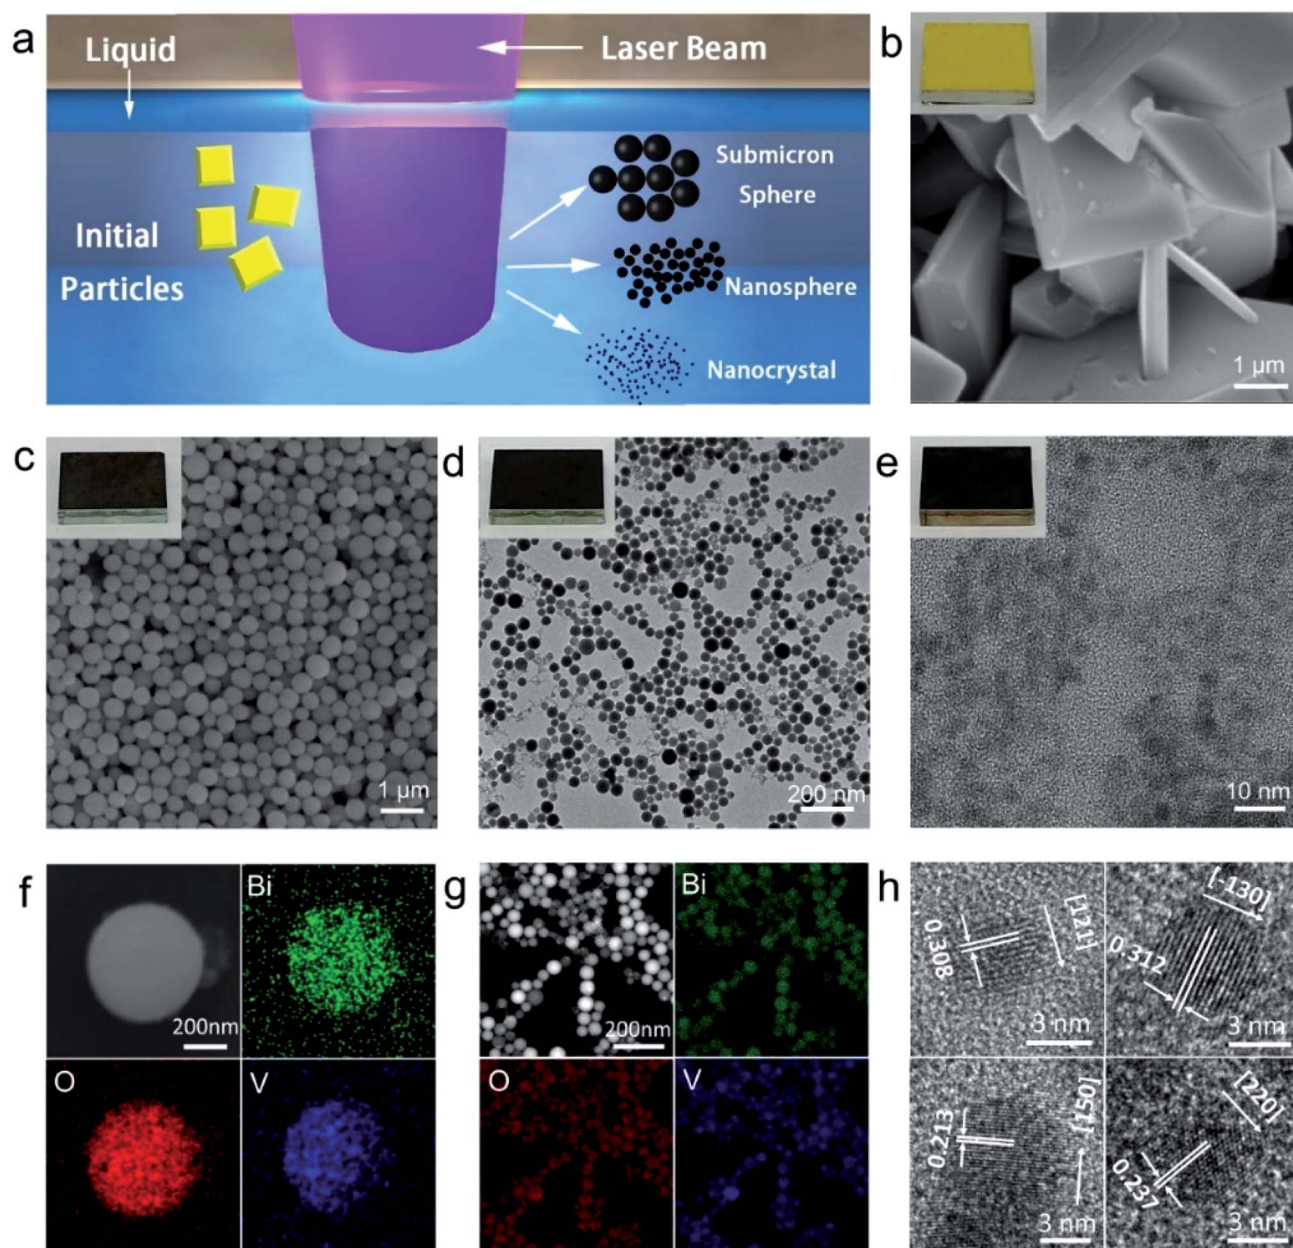 a
Liquid
Laser Beam
Initial
Particles
Submicron
Sphere
Nanosphere
Nanocrystal
b
1 μm
c
1 μm
d
200 nm
e
10 nm
f
200nm
Bi
O
V
g
200nm
Bi
O
V
h
0.308
[121]
3 nm
0.312
[-130]
3 nm
0.213
[150]
3 nm
0.237
[220]
3 nm